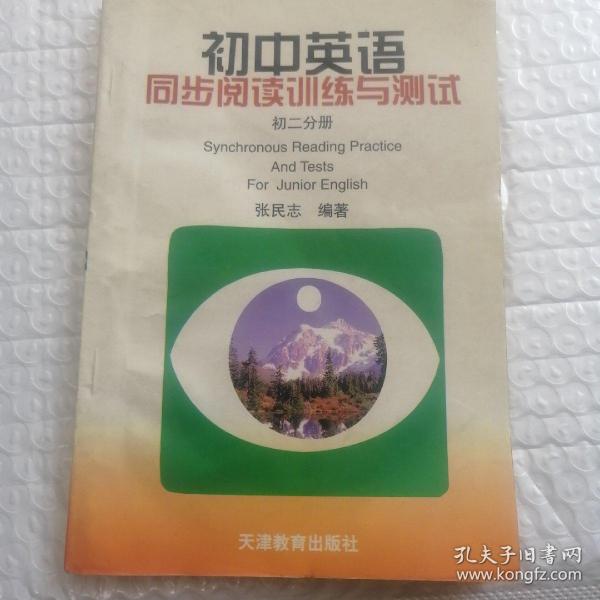 初中英语
同步阅读训练与测试
初二分册
Synchronous Reading Practice
And Tests
For Junior English
张民志 编著
天津教育出版社
孔夫子旧书网
www.kongfz.com